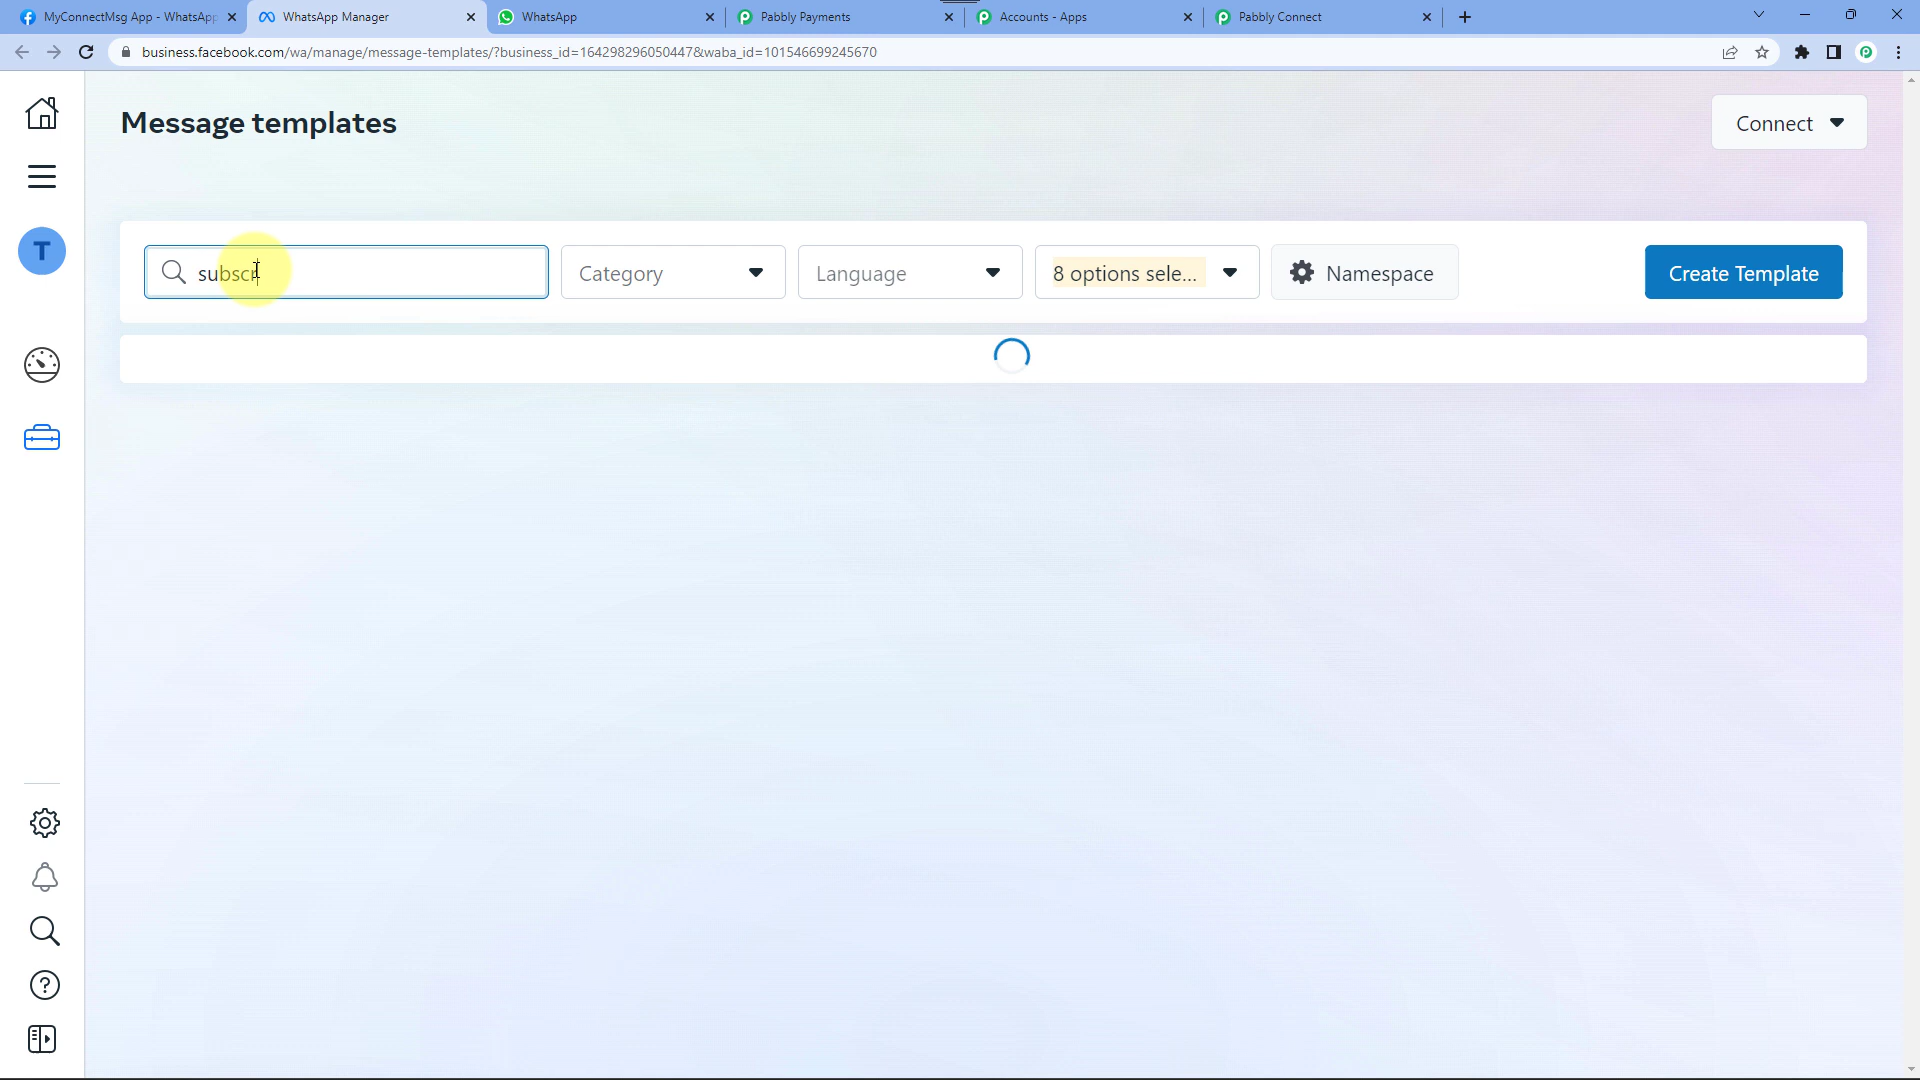 MyConnectMsg App - WhatsApp
WhatsApp Manager
WhatsApp
Pabbly Payments
Accounts - Apps
Pabbly Connect
business.facebook.com/wa/manage/message-templates/?business_id=164298296050447&waba_id=101546699245670
Message templates
Connect
T
subscr
Category
Language
8 options sele...
Namespace
Create Template